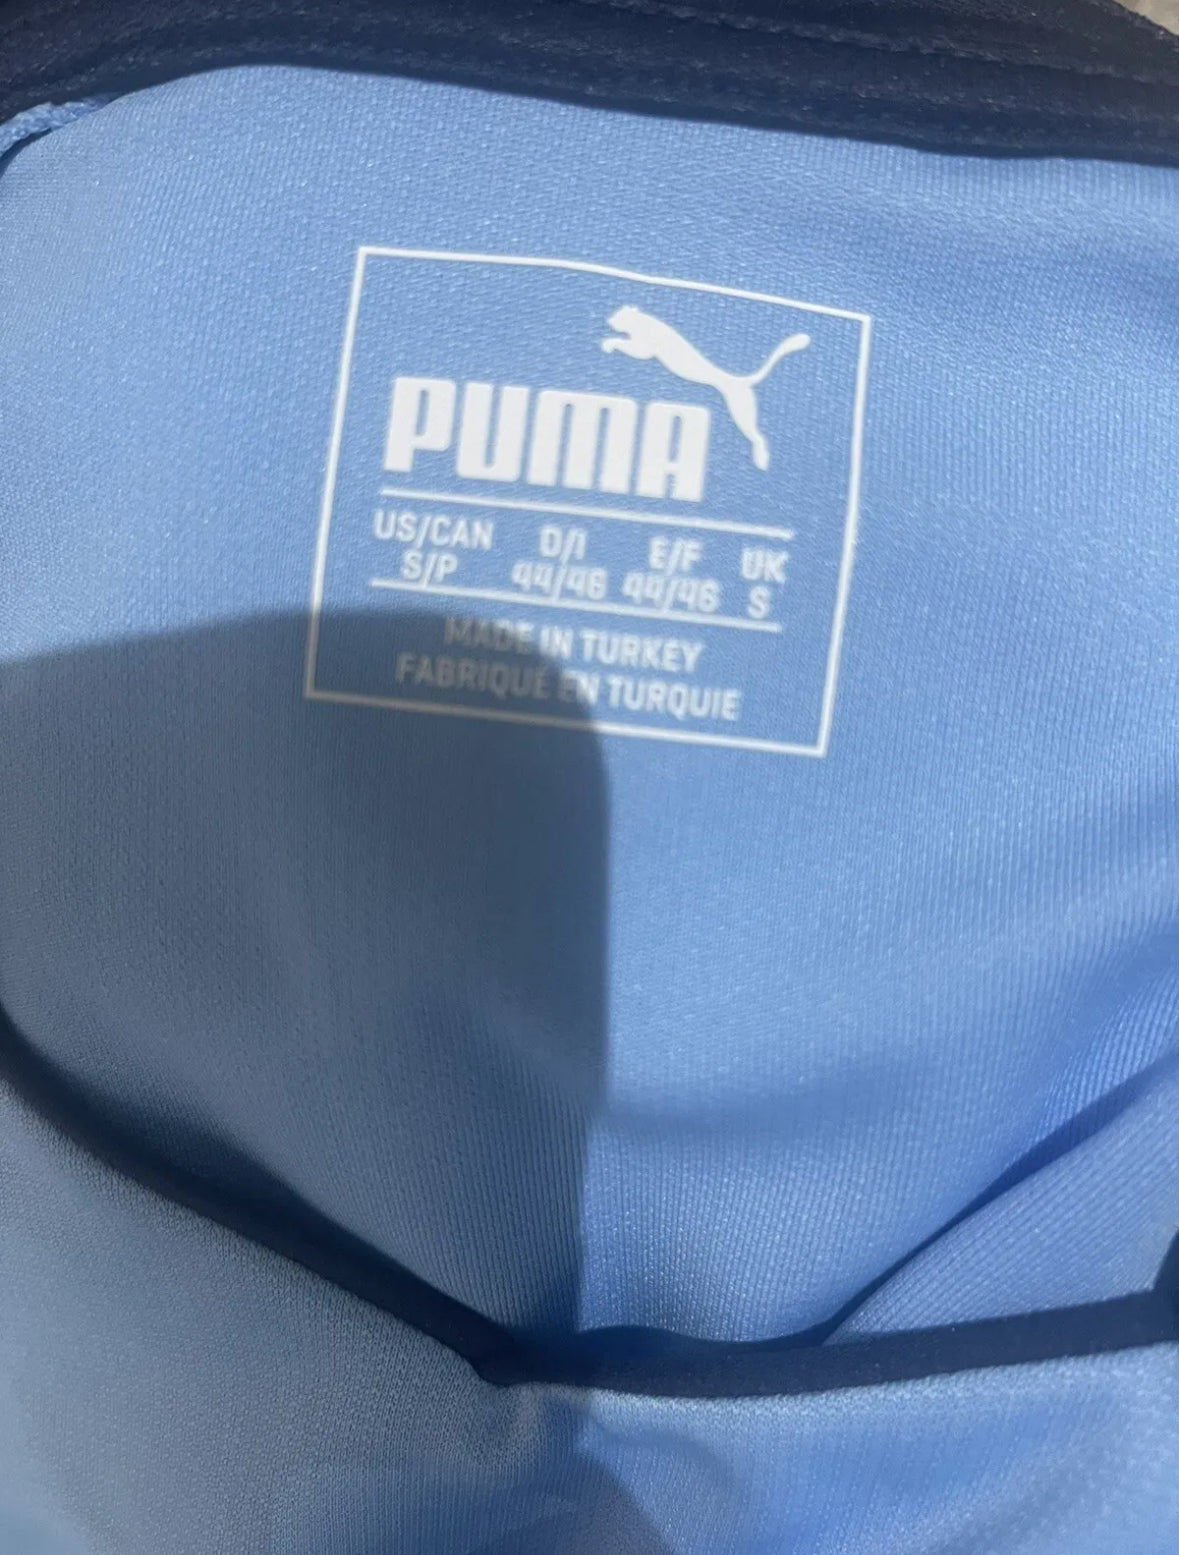 PUMA
US/CAN D/I E/F UK
S/P 44/46 44/46 S
MADE IN TURKEY
FABRIQUÉ EN TURQUIE